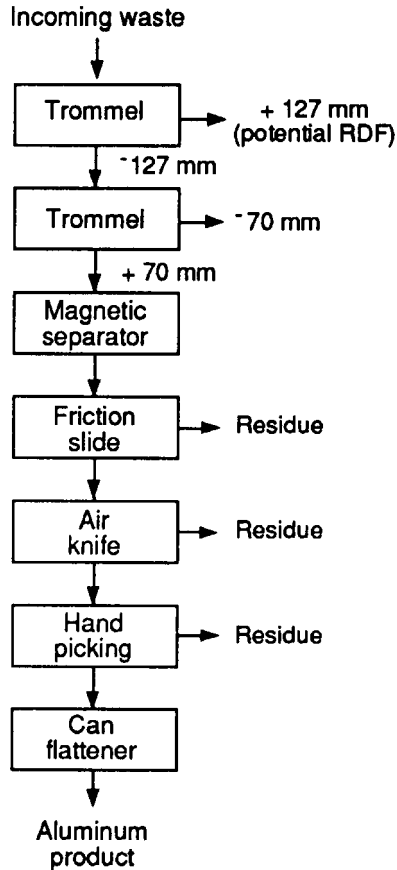 Incoming waste
Trommel
+ 127 mm
(potential RDF)
-127 mm
Trommel
-70 mm
+ 70 mm
Magnetic
separator
Friction
slide
Residue
Air
knife
Residue
Hand
picking
Residue
Can
flattener
Aluminum
product